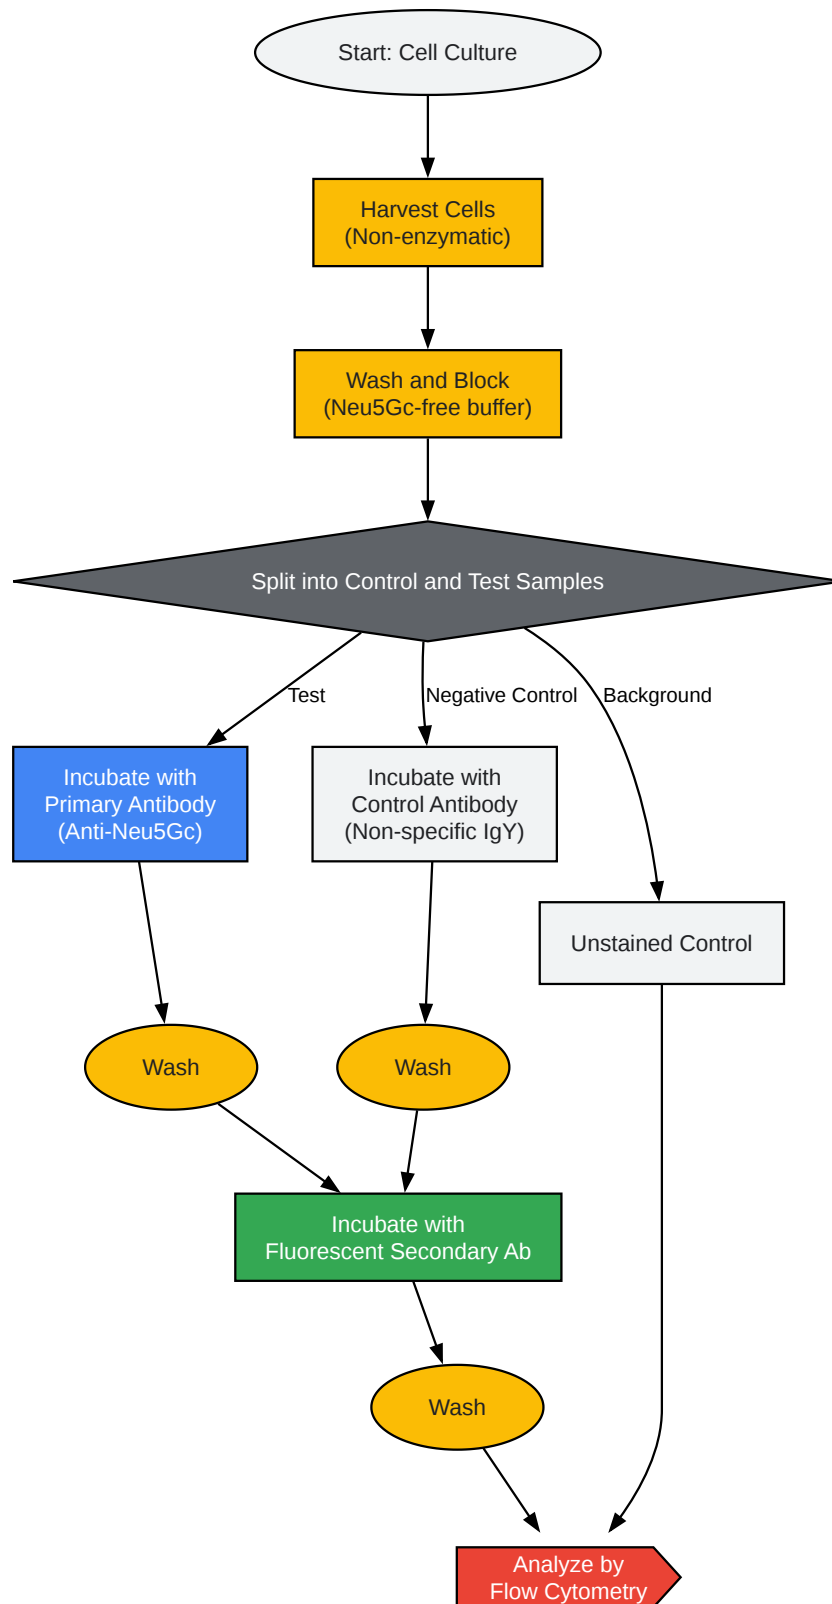 Start: Cell Culture
Harvest Cells
(Non-enzymatic)
Wash and Block
(Neu5Gc-free buffer)
Split into Control and Test Samples
Test
Negative Control
Background
Incubate with
Primary Antibody
(Anti-Neu5Gc)
Incubate with
Control Antibody
(Non-specific IgY)
Unstained Control
Wash
Wash
Incubate with
Fluorescent Secondary Ab
Wash
Analyze by
Flow Cytometry